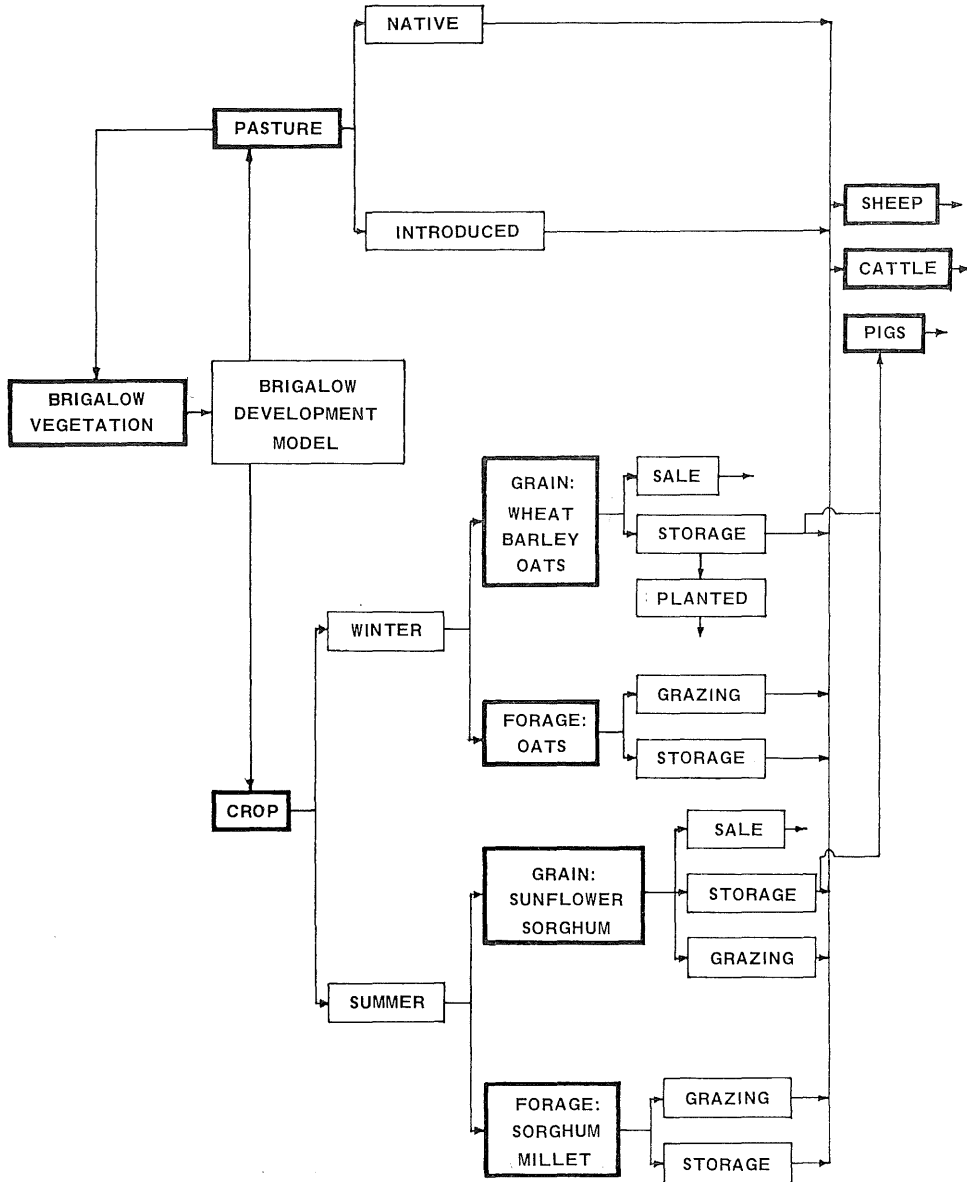 NATIVE
PASTURE
INTRODUCED
SHEEP
CATTLE
PIGS
BRIGALOW
VEGETATION
BRIGALOW
DEVELOPMENT
MODEL
GRAIN:
WHEAT
BARLEY
OATS
SALE
STORAGE
PLANTED
WINTER
FORAGE:
OATS
GRAZING
STORAGE
CROP
GRAIN:
SUNFLOWER
SORGHUM
SALE
STORAGE
GRAZING
SUMMER
FORAGE:
SORGHUM
MILLET
GRAZING
STORAGE